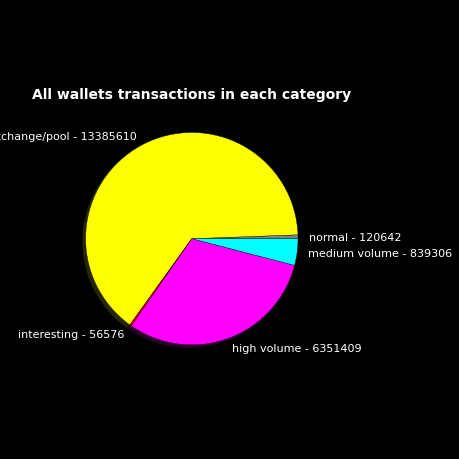 All wallets transactions in each category
change/pool - 13385610
normal - 120642
medium volume - 839306
interesting - 56576
high volume - 6351409